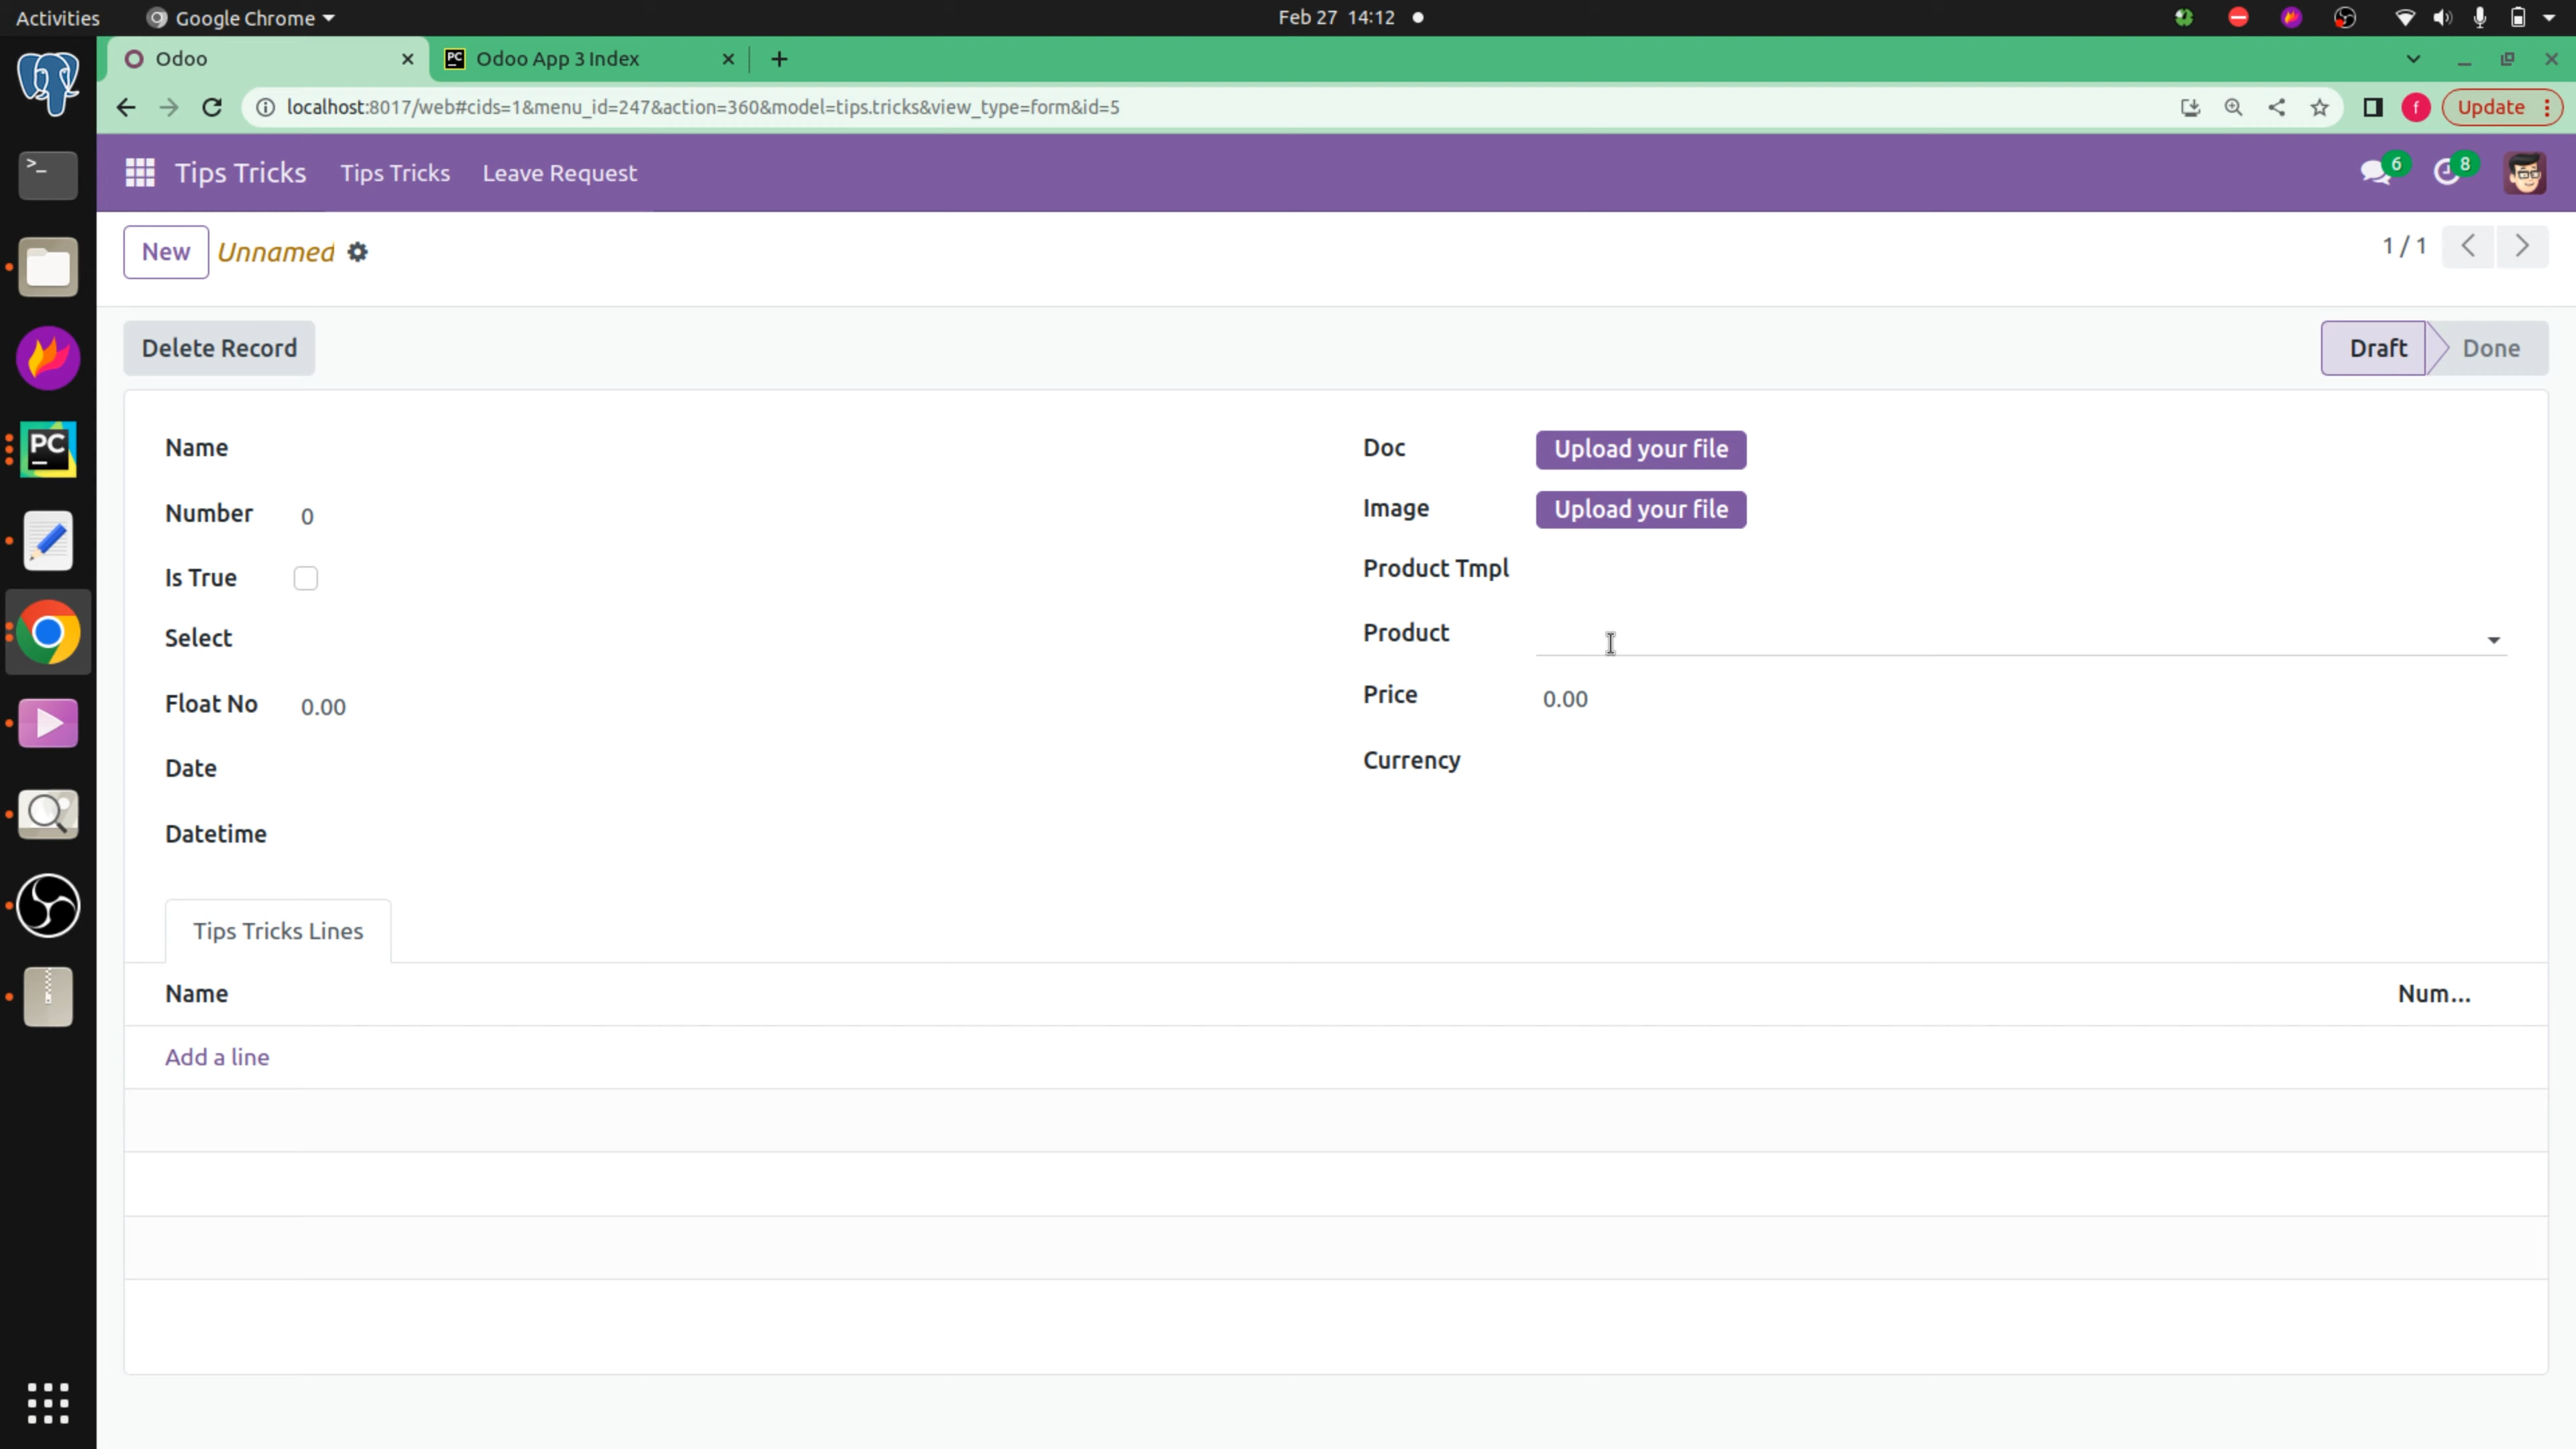 Activities Google Chrome Feb 27 14:12
Odoo Odoo App 3 Index
localhost:8017/web#cids=1&menu_id=247&action=360&model=tips.tricks&view_type=form&id=5 f Update
Tips Tricks Tips Tricks Leave Request 6 8
New Unnamed 1 / 1
Delete Record Draft Done
Name
Number 0
Is True
Select
Float No 0.00
Date
Datetime
Doc Upload your file
Image Upload your file
Product Tmpl
Product
Price 0.00
Currency
Tips Tricks Lines
Name Num...
Add a line
PC
PC
>_